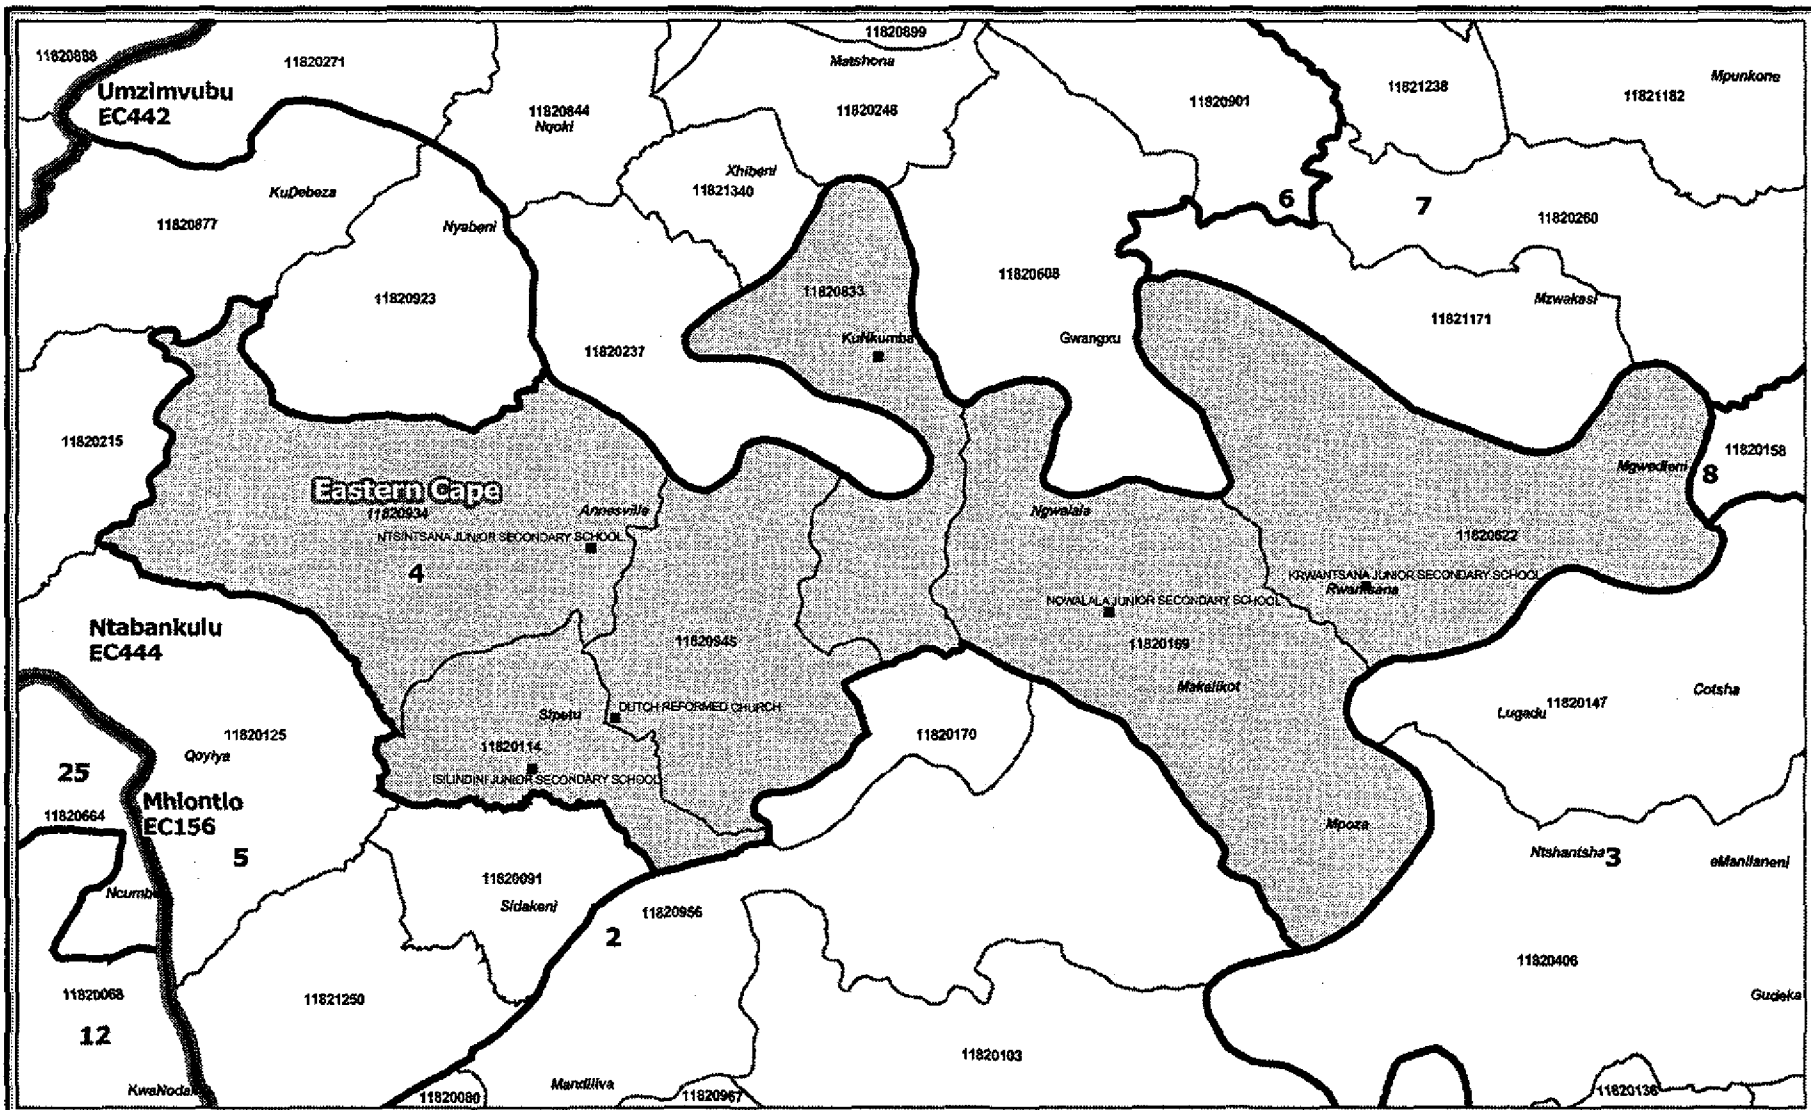 11820899
11820888
11820271
Matshona
Mpunkone
11821238
11821182
Umzimvubu
EC442
11820844
Nqoki
11820248
11820901
Xhibeni
11821340
KuDebeza
6
7
11820877
Nyabeni
11820260
11820608
11820923
11820833
Mzwakasi
11821171
11820237
KuNkumba
Gwangxu
11820215
11820158
Mgwedleni
8
Eastern Cape
11820934
Annesville
Ngwalala
NTSINTSANA JUNIOR SECONDARY SCHOOL
11820622
4
KRWANTSANA JUNIOR SECONDARY SCHOOL
Rwantsana
NGWALALA JUNIOR SECONDARY SCHOOL
Ntabankulu
EC444
11820945
11820169
Makalikot
Cotsha
Sipetu
DUTCH REFORMED CHURCH
Lugadu
11820147
11820125
11820170
11820114
Qoyiya
25
ISILINDINI JUNIOR SECONDARY SCHOOL
Mhlontlo
EC156
11820664
Mpoza
5
Ntshantsha
3
eManilaneni
11820091
Ncumbe
Sidakeni
11820956
2
11820406
11820068
11821250
Gudeka
12
11820103
KwaNoda
Mandiliva
11820080
11820967
11820136